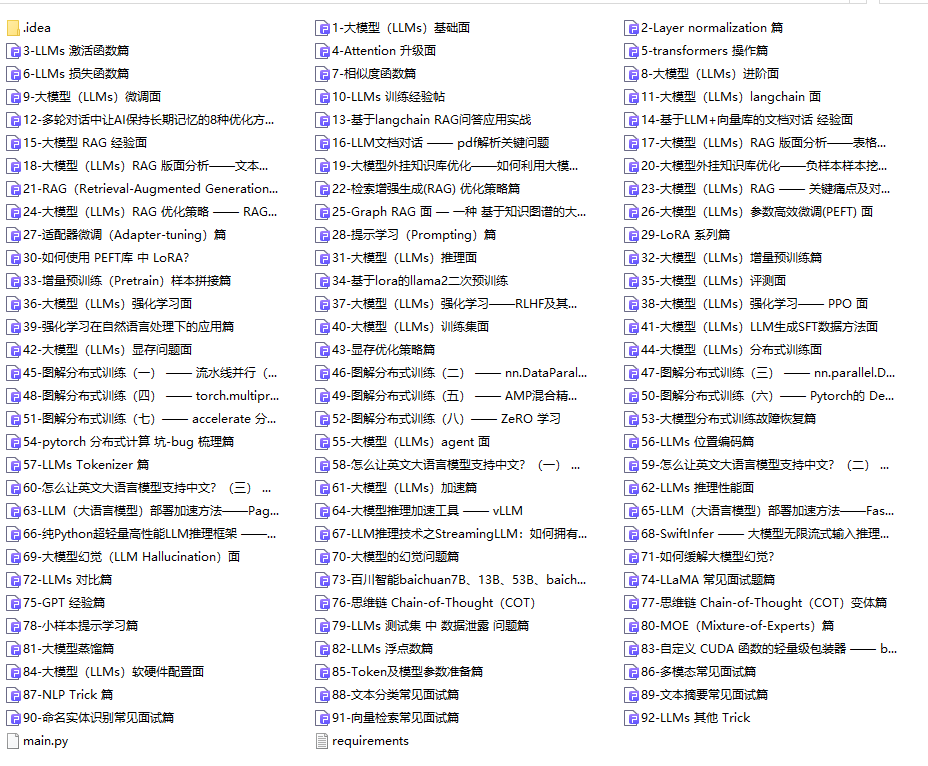 .idea
1-大模型（LLMs）基础面
2-Layer normalization 篇
3-LLMs 激活函数篇
4-Attention 升级面
5-transformers 操作篇
6-LLMs 损失函数篇
7-相似度函数篇
8-大模型（LLMs）进阶面
9-大模型（LLMs）微调面
10-LLMs 训练经验帖
11-大模型（LLMs）langchain 面
12-多轮对话中让AI保持长期记忆的8种优化方...
13-基于langchain RAG问答应用实战
14-基于LLM+向量库的文档对话 经验面
15-大模型 RAG 经验面
16-LLM文档对话 —— pdf解析关键问题
17-大模型（LLMs）RAG 版面分析——表格...
18-大模型（LLMs）RAG 版面分析——文本...
19-大模型外挂知识库优化——如何利用大模...
20-大模型外挂知识库优化——负样本样本挖...
21-RAG（Retrieval-Augmented Generation...
22-检索增强生成(RAG) 优化策略篇
23-大模型（LLMs）RAG —— 关键痛点及对...
24-大模型（LLMs）RAG 优化策略 —— RAG...
25-Graph RAG 面 — 一种 基于知识图谱的大...
26-大模型（LLMs）参数高效微调(PEFT) 面
27-适配器微调（Adapter-tuning）篇
28-提示学习（Prompting）篇
29-LoRA 系列篇
30-如何使用 PEFT库 中 LoRA？
31-大模型（LLMs）推理面
32-大模型（LLMs）增量预训练篇
33-增量预训练（Pretrain）样本拼接篇
34-基于lora的llama2二次预训练
35-大模型（LLMs）评测面
36-大模型（LLMs）强化学习面
37-大模型（LLMs）强化学习——RLHF及其...
38-大模型（LLMs）强化学习—— PPO 面
39-强化学习在自然语言处理下的应用篇
40-大模型（LLMs）训练集面
41-大模型（LLMs）LLM生成SFT数据方法面
42-大模型（LLMs）显存问题面
43-显存优化策略篇
44-大模型（LLMs）分布式训练面
45-图解分布式训练（一） —— 流水线并行（...
46-图解分布式训练（二） —— nn.DataParal...
47-图解分布式训练（三） —— nn.parallel.D...
48-图解分布式训练（四） —— torch.multipr...
49-图解分布式训练（五） —— AMP混合精...
50-图解分布式训练（六） —— Pytorch的 De...
51-图解分布式训练（七）—— accelerate 分...
52-图解分布式训练（八）—— ZeRO 学习
53-大模型分布式训练故障恢复篇
54-pytorch 分布式计算 坑-bug 梳理篇
55-大模型（LLMs）agent 面
56-LLMs 位置编码篇
57-LLMs Tokenizer 篇
58-怎么让英文大语言模型支持中文？（一） ...
59-怎么让英文大语言模型支持中文？（二） ...
60-怎么让英文大语言模型支持中文？（三） ...
61-大模型（LLMs）加速篇
62-LLMs 推理性能面
63-LLM（大语言模型）部署加速方法——Pag...
64-大模型推理加速工具 —— vLLM
65-LLM（大语言模型）部署加速方法——Fas...
66-纯Python超轻量高性能LLM推理框架 ——...
67-LLM推理技术之StreamingLLM：如何拥有...
68-SwiftInfer —— 大模型无限流式输入推理...
69-大模型幻觉（LLM Hallucination）面
70-大模型的幻觉问题篇
71-如何缓解大模型幻觉？
72-LLMs 对比篇
73-百川智能baichuan7B、13B、53B、baich...
74-LLaMA 常见面试题篇
75-GPT 经验篇
76-思维链 Chain-of-Thought（COT）
77-思维链 Chain-of-Thought（COT）变体篇
78-小样本提示学习篇
79-LLMs 测试集 中 数据泄露 问题篇
80-MOE（Mixture-of-Experts）篇
81-大模型蒸馏篇
82-LLMs 浮点数篇
83-自定义 CUDA 函数的轻量级包装器 —— b...
84-大模型（LLMs）软硬件配置面
85-Token及模型参数准备篇
86-多模态常见面试篇
87-NLP Trick 篇
88-文本分类常见面试篇
89-文本摘要常见面试篇
90-命名实体识别常见面试篇
91-向量检索常见面试篇
92-LLMs 其他 Trick
main.py
requirements